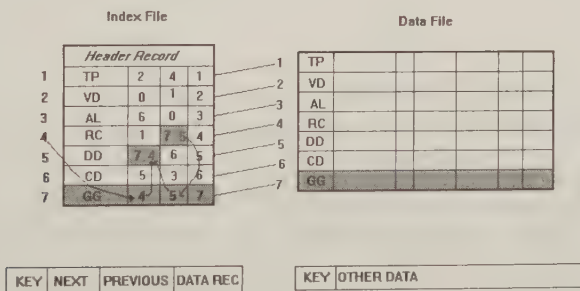 Index File
Data File
Header Record
1 TP 2 4 1
2 VD 0 1 2
3 AL 6 0 3
4 RC 1 7 5 4
5 DD 7 4 6 5
6 CD 5 3 6
7 GG 4 5 7
1 TP
2 VD
3 AL
4 RC
5 DD
6 CD
7 GG
KEY NEXT PREVIOUS DATA REC
KEY OTHER DATA